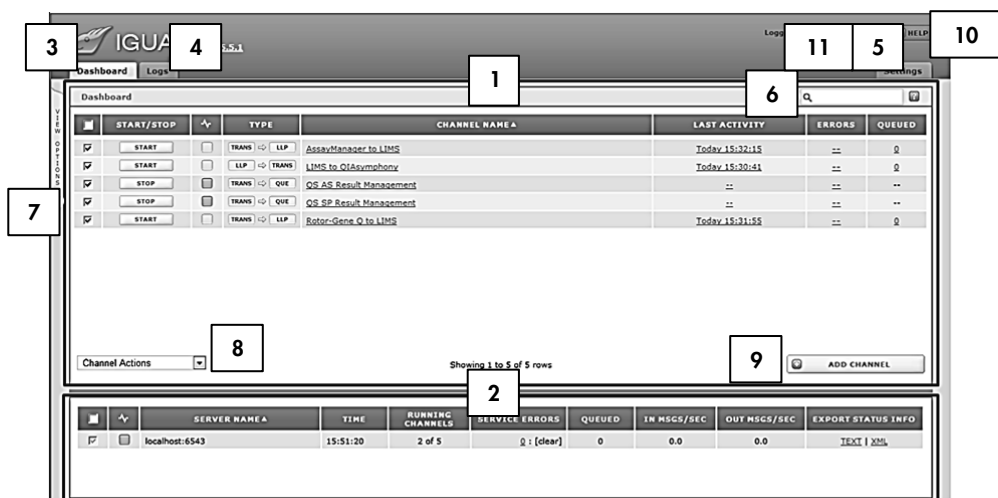 3
IGUA
4
5.5.1
Logg
11
5
HELP
10
Dashboard
Logs
1
Settings
Dashboard
6
VIEW OPTIONS
START/STOP TYPE CHANNEL NAME LAST ACTIVITY ERRORS QUEUED
START TRANS LLP AssayManager to LIMS Today 15:32:15 -- 0
START LLP TRANS LIMS to QIAsymphony Today 15:30:41 -- 0
STOP TRANS QUE QS AS Result Management -- -- --
STOP TRANS QUE QS SP Result Management -- -- --
START TRANS LLP Rotor-Gene Q to LIMS Today 15:31:55 -- 0
7
8
Channel Actions
Showing 1 to 5 of 5 rows
9
ADD CHANNEL
2
SERVER NAME TIME RUNNING CHANNELS SERVICE ERRORS QUEUED IN MSGS/SEC OUT MSGS/SEC EXPORT STATUS INFO
localhost:6543 15:51:20 2 of 5 0 : [clear] 0 0.0 0.0 TEXT | XML